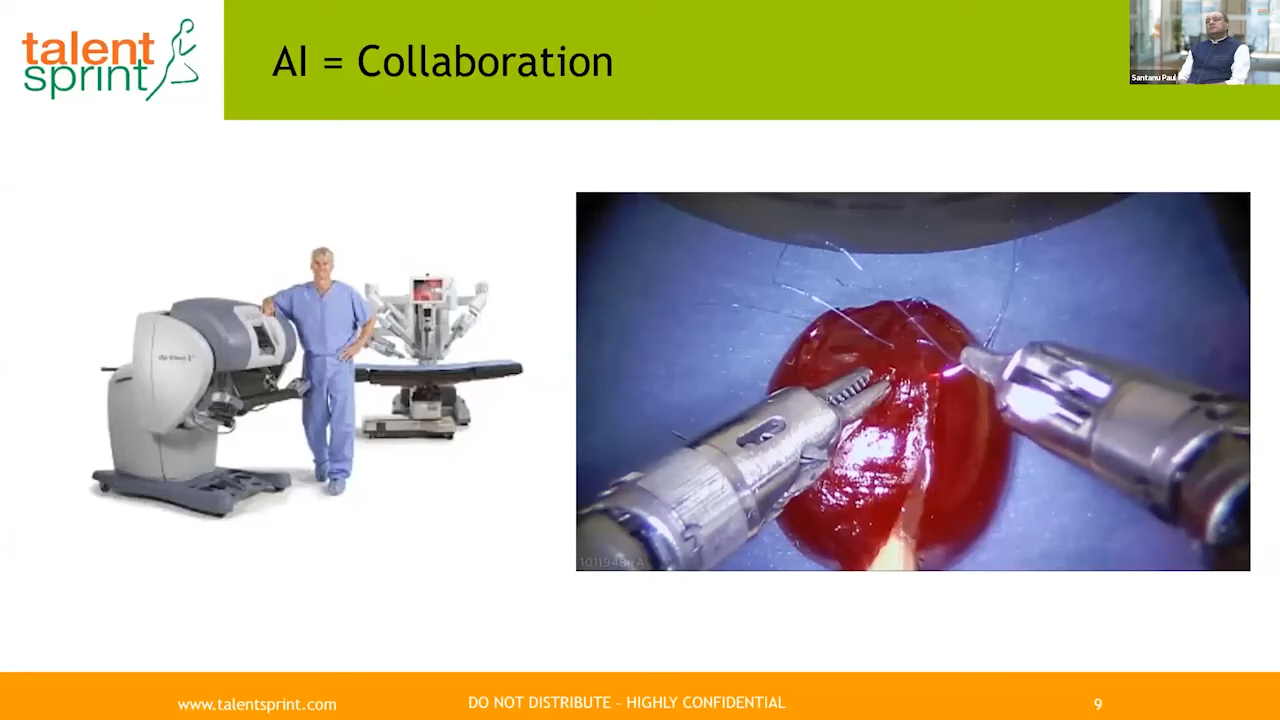 talent
sprint
AI = Collaboration
Santanu Paul
www.talentsprint.com
DO NOT DISTRIBUTE - HIGHLY CONFIDENTIAL
9